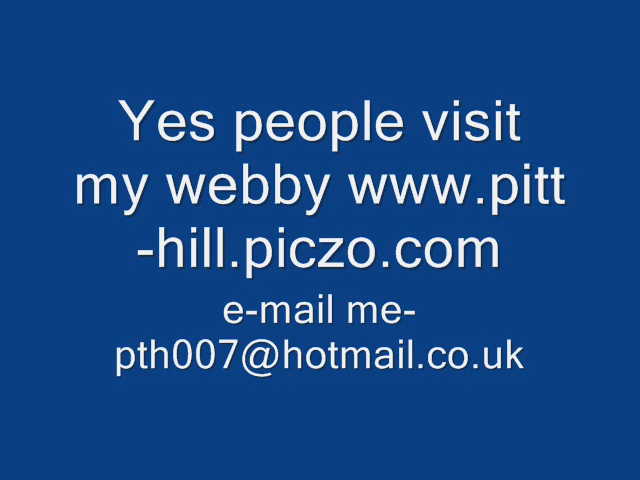 Yes people visit
my webby www.pitt
-hill.piczo.com
e-mail me-
pth007@hotmail.co.uk